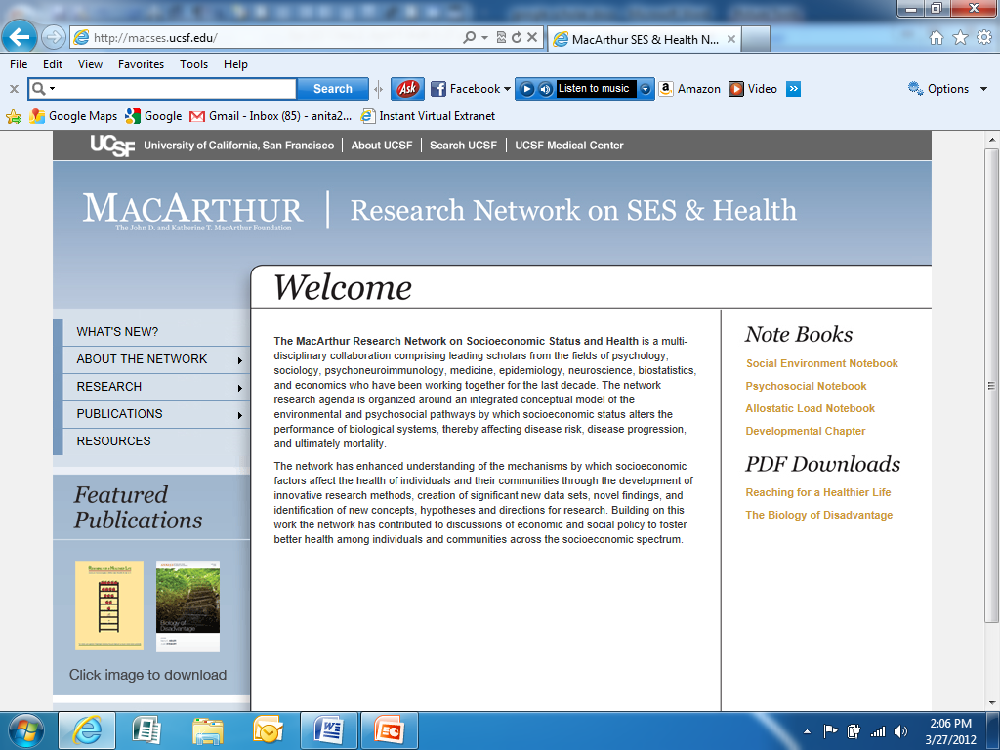 http://macses.ucsf.edu/
MacArthur SES & Health N...
File Edit View Favorites Tools Help
Search Ask Facebook Listen to music Amazon Video Options
Google Maps Google Gmail - Inbox (85) - anita2... Instant Virtual Extranet
UCSF University of California, San Francisco About UCSF Search UCSF UCSF Medical Center
MACARTHUR Research Network on SES & Health
The John D. and Katherine T. MacArthur Foundation
Welcome
WHAT'S NEW?
ABOUT THE NETWORK
RESEARCH
PUBLICATIONS
RESOURCES
Featured
Publications
Biology of
Disadvantage
Click image to download
The MacArthur Research Network on Socioeconomic Status and Health is a multi-
disciplinary collaboration comprising leading scholars from the fields of psychology,
sociology, psychoneuroimmunology, medicine, epidemiology, neuroscience, biostatistics,
and economics who have been working together for the last decade. The network
research agenda is organized around an integrated conceptual model of the
environmental and psychosocial pathways by which socioeconomic status alters the
performance of biological systems, thereby affecting disease risk, disease progression,
and ultimately mortality.
The network has enhanced understanding of the mechanisms by which socioeconomic
factors affect the health of individuals and their communities through the development of
innovative research methods, creation of significant new data sets, novel findings, and
identification of new concepts, hypotheses and directions for research. Building on this
work the network has contributed to discussions of economic and social policy to foster
better health among individuals and communities across the socioeconomic spectrum.
Note Books
Social Environment Notebook
Psychosocial Notebook
Allostatic Load Notebook
Developmental Chapter
PDF Downloads
Reaching for a Healthier Life
The Biology of Disadvantage
2:06 PM
3/27/2012